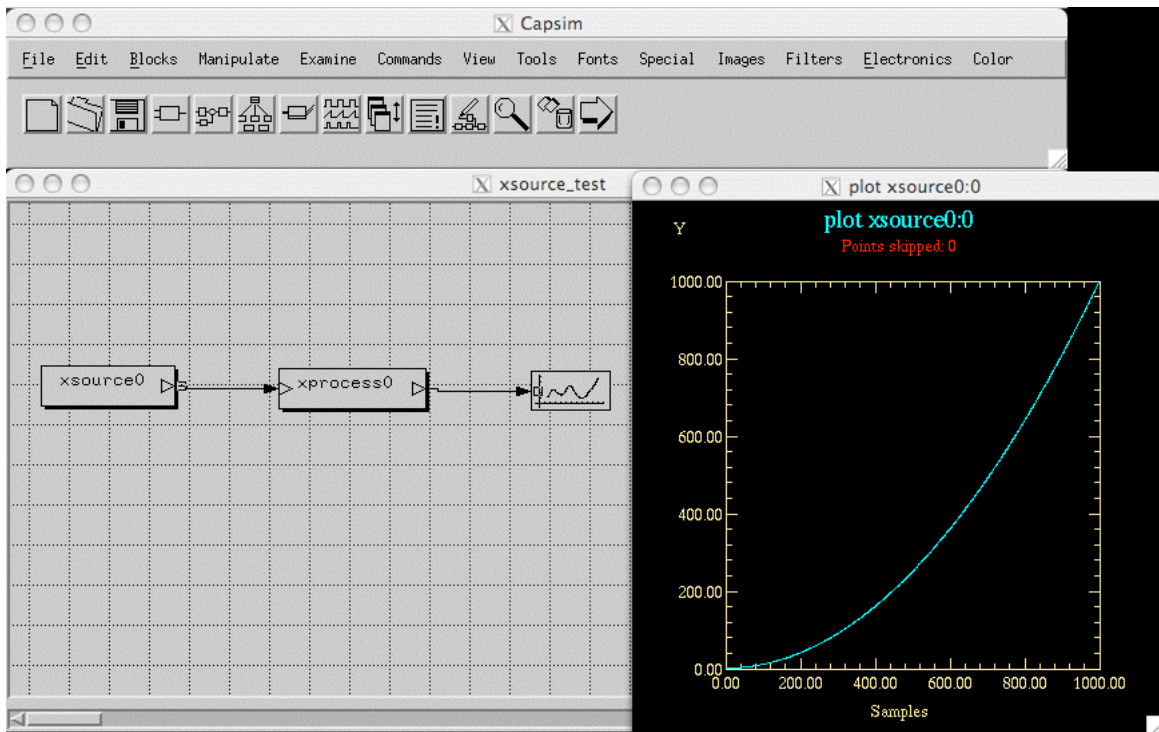 Capsim
File Edit Blocks Manipulate Examine Commands View Tools Fonts Special Images Filters Electronics Color
xsource_test
xsource0
xprocess0
plot xsource0:0
Y
plot xsource0:0
Points skipped: 0
1000.00
800.00
600.00
400.00
200.00
0.00
0.00 200.00 400.00 600.00 800.00 1000.00
Samples